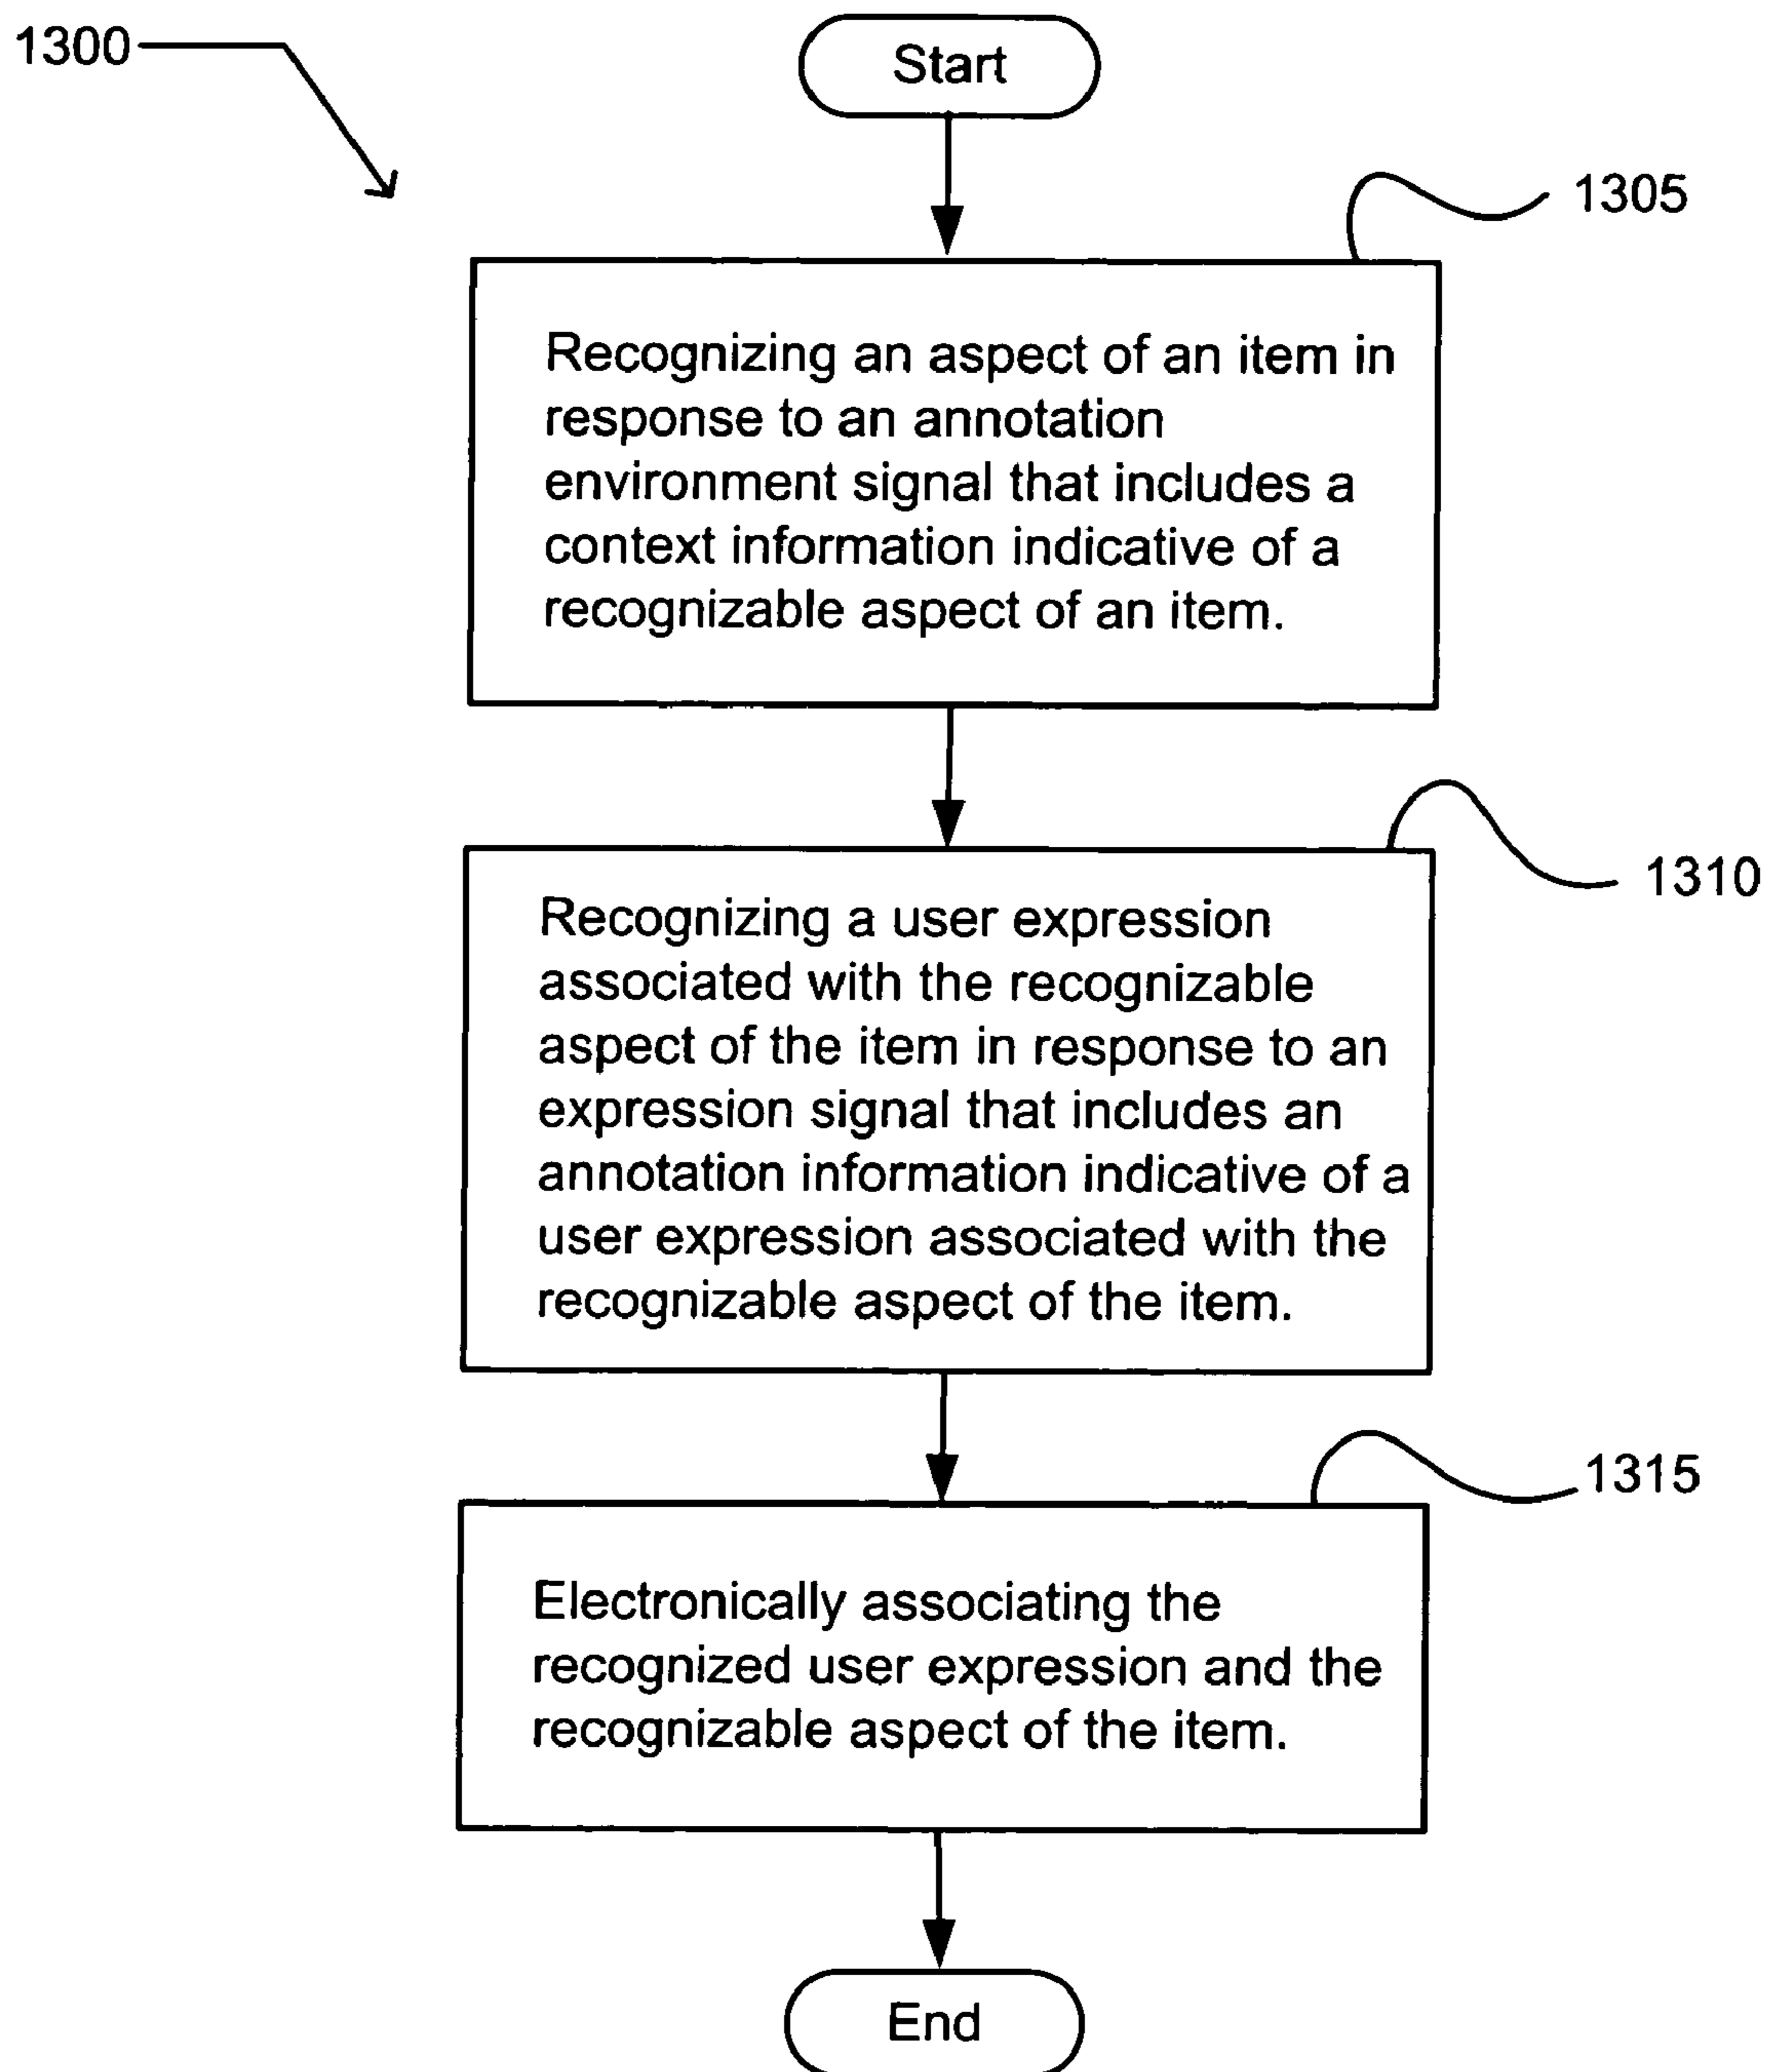 1300
Start
1305
Recognizing an aspect of an item in
response to an annotation
environment signal that includes a
context information indicative of a
recognizable aspect of an item.
1310
Recognizing a user expression
associated with the recognizable
aspect of the item in response to an
expression signal that includes an
annotation information indicative of a
user expression associated with the
recognizable aspect of the item.
1315
Electronically associating the
recognized user expression and the
recognizable aspect of the item.
End